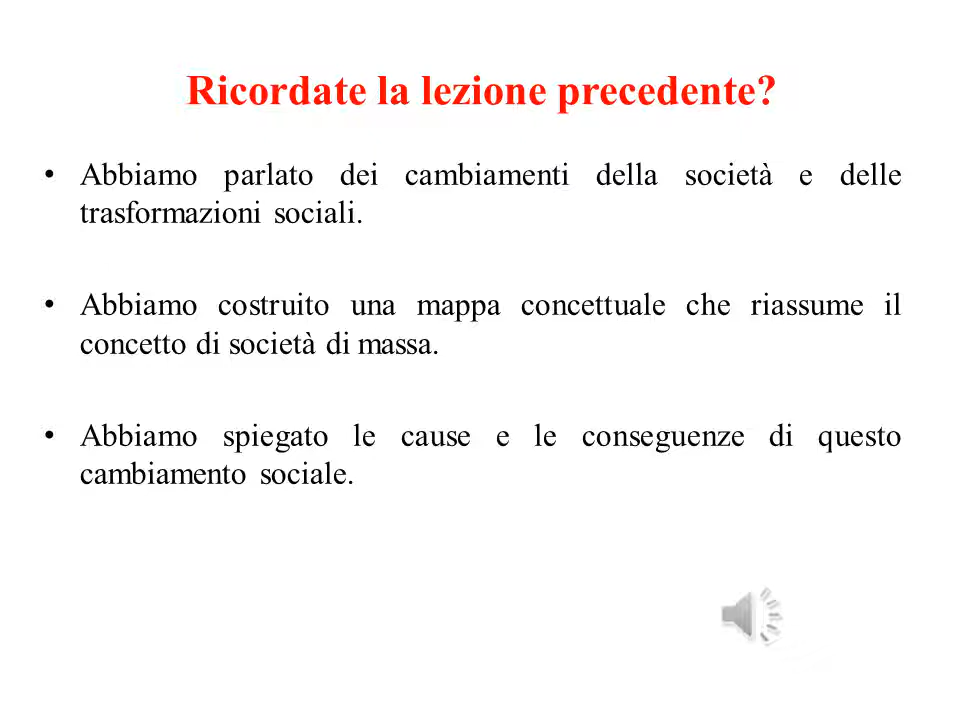 Ricordate la lezione precedente?
• Abbiamo parlato dei cambiamenti della società e delle
trasformazioni sociali.
• Abbiamo costruito una mappa concettuale che riassume il
concetto di società di massa.
• Abbiamo spiegato le cause e le conseguenze di questo
cambiamento sociale.